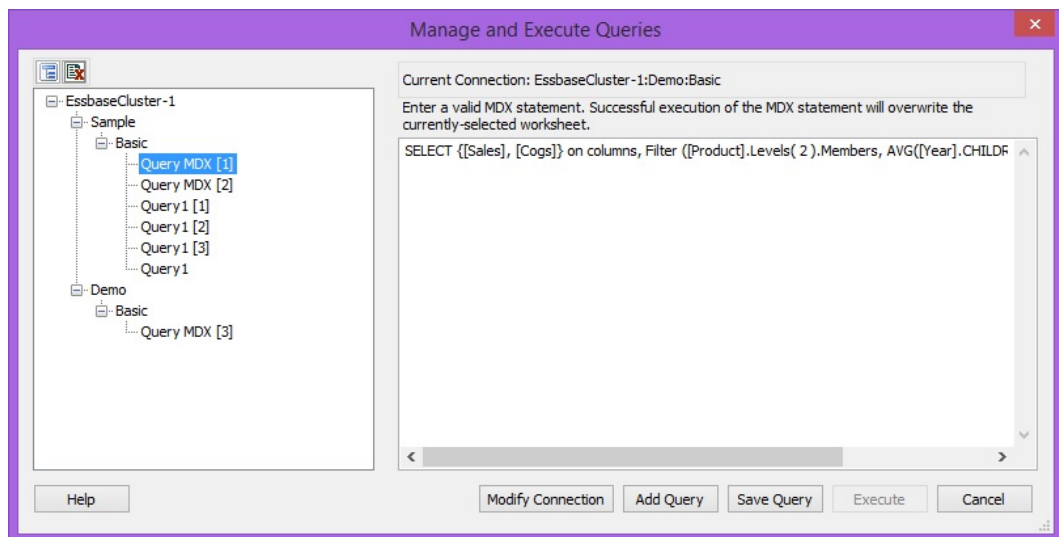 Manage and Execute Queries
EssbaseCluster-1
Sample
Basic
Query MDX [1]
Query MDX [2]
Query1 [1]
Query1 [2]
Query1 [3]
Query1
Demo
Basic
Query MDX [3]
Current Connection: EssbaseCluster-1:Demo:Basic
Enter a valid MDX statement. Successful execution of the MDX statement will overwrite the
currently-selected worksheet.
SELECT {[Sales], [Cogs]} on columns, Filter ([Product].Levels( 2 ).Members, AVG([Year].CHILDR
Help
Modify Connection
Add Query
Save Query
Execute
Cancel